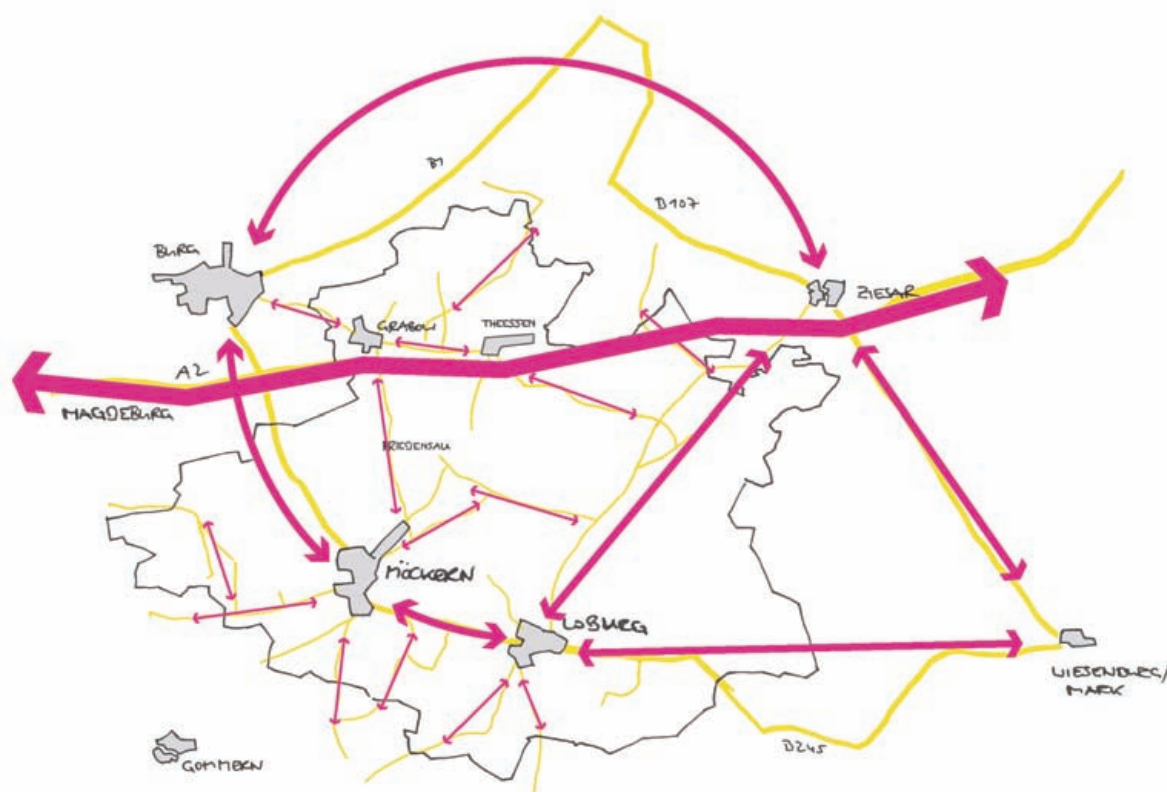 B1
B107
BURG
ZIESAR
GRABOW
THEESSEN
A2
MAGDEBURG
FRIEDENSAU
MÖCKERN
LOBURG
WIESENBURG/
MARK
B245
GOMMERN